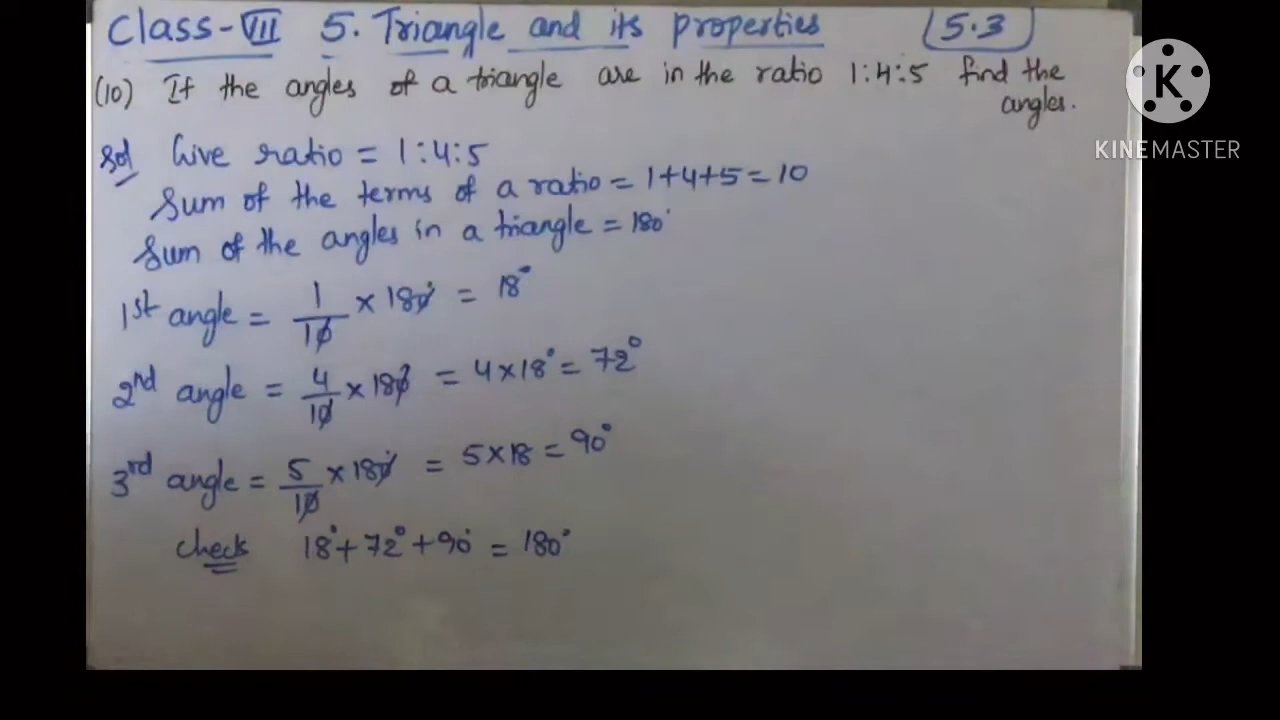 Class-VII 5. Triangle and its properties 5.3
(10) If the angles of a triangle are in the ratio 1:4:5 find the
angles.
K
KINEMASTER
Sol Give ratio = 1:4:5
Sum of the terms of a ratio = 1+4+5 = 10
Sum of the angles in a triangle = 180°
1st angle = 1/10 × 180° = 18°
2nd angle = 4/10 × 180° = 4×18° = 72°
3rd angle = 5/10 × 180° = 5×18 = 90°
check 18°+72°+90° = 180°